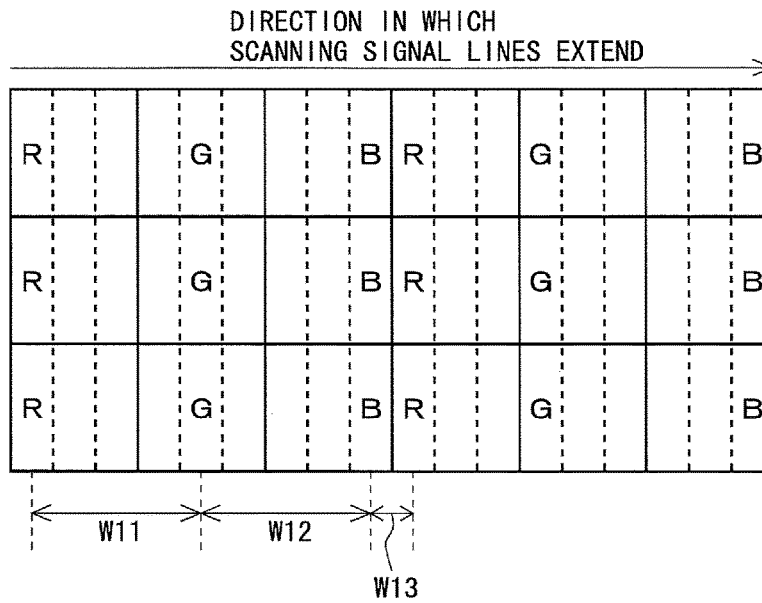 DIRECTION IN WHICH
SCANNING SIGNAL LINES EXTEND
R G B R G B
R G B R G B
R G B R G B
W11 W12
W13